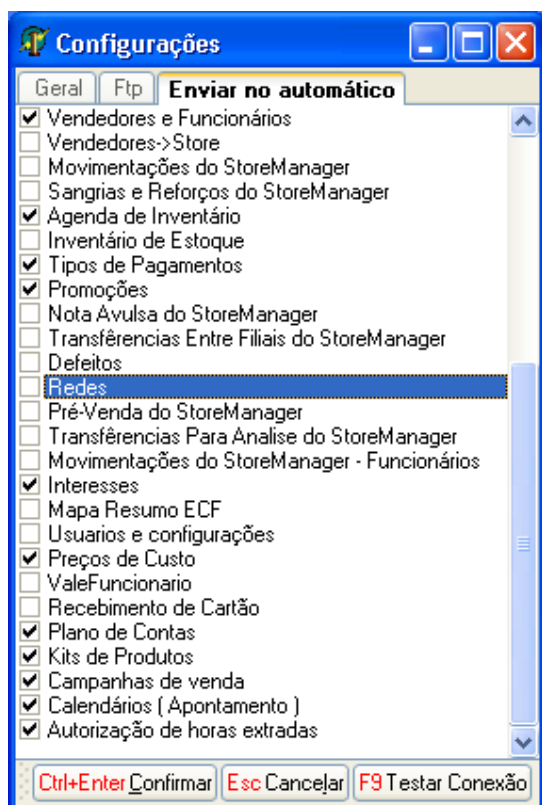 Configurações
Geral Ftp Enviar no automático
Vendedores e Funcionários
Vendedores->Store
Movimentações do StoreManager
Sangrias e Reforços do StoreManager
Agenda de Inventário
Inventário de Estoque
Tipos de Pagamentos
Promoções
Nota Avulsa do StoreManager
Transfêrencias Entre Filiais do StoreManager
Defeitos
Redes
Pré-Venda do StoreManager
Transfêrencias Para Analise do StoreManager
Movimentações do StoreManager - Funcionários
Interesses
Mapa Resumo ECF
Usuarios e configurações
Preços de Custo
ValeFuncionario
Recebimento de Cartão
Plano de Contas
Kits de Produtos
Campanhas de venda
Calendários ( Apontamento )
Autorização de horas extradas
Ctrl+Enter Confirmar Esc Cancelar F9 Testar Conexão